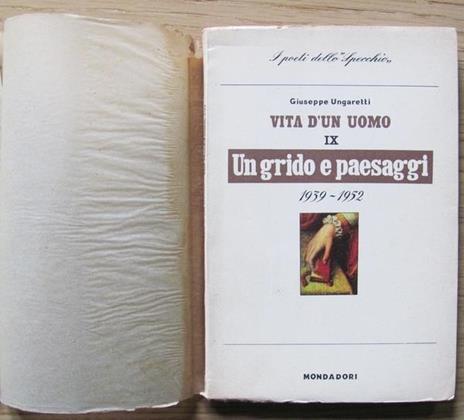 I poeti dello "Specchio„
Giuseppe Ungaretti
VITA D'UN UOMO
IX
Un grido e paesaggi
1939 - 1952
MONDADORI